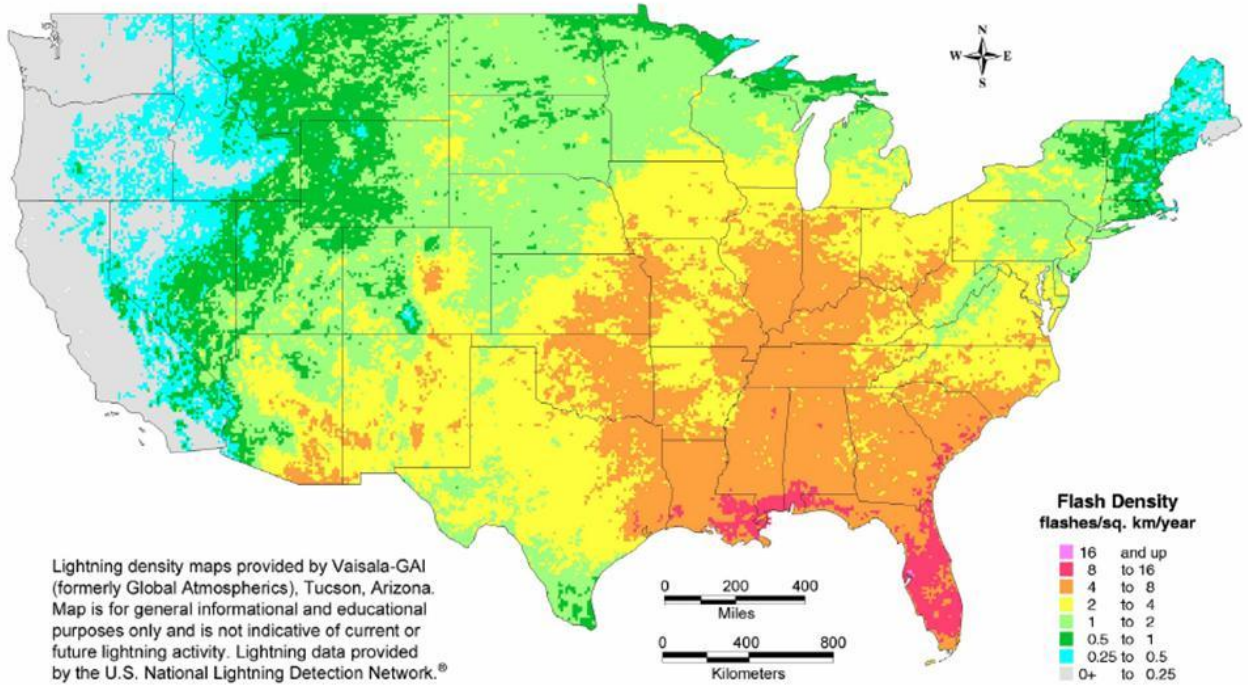 N
W E
S
Lightning density maps provided by Vaisala-GAI
(formerly Global Atmospherics), Tucson, Arizona.
Map is for general informational and educational
purposes only and is not indicative of current or
future lightning activity. Lightning data provided
by the U.S. National Lightning Detection Network.®
0 200 400
Miles
0 400 800
Kilometers
Flash Density
flashes/sq. km/year
16 and up
8 to 16
4 to 8
2 to 4
1 to 2
0.5 to 1
0.25 to 0.5
0+ to 0.25